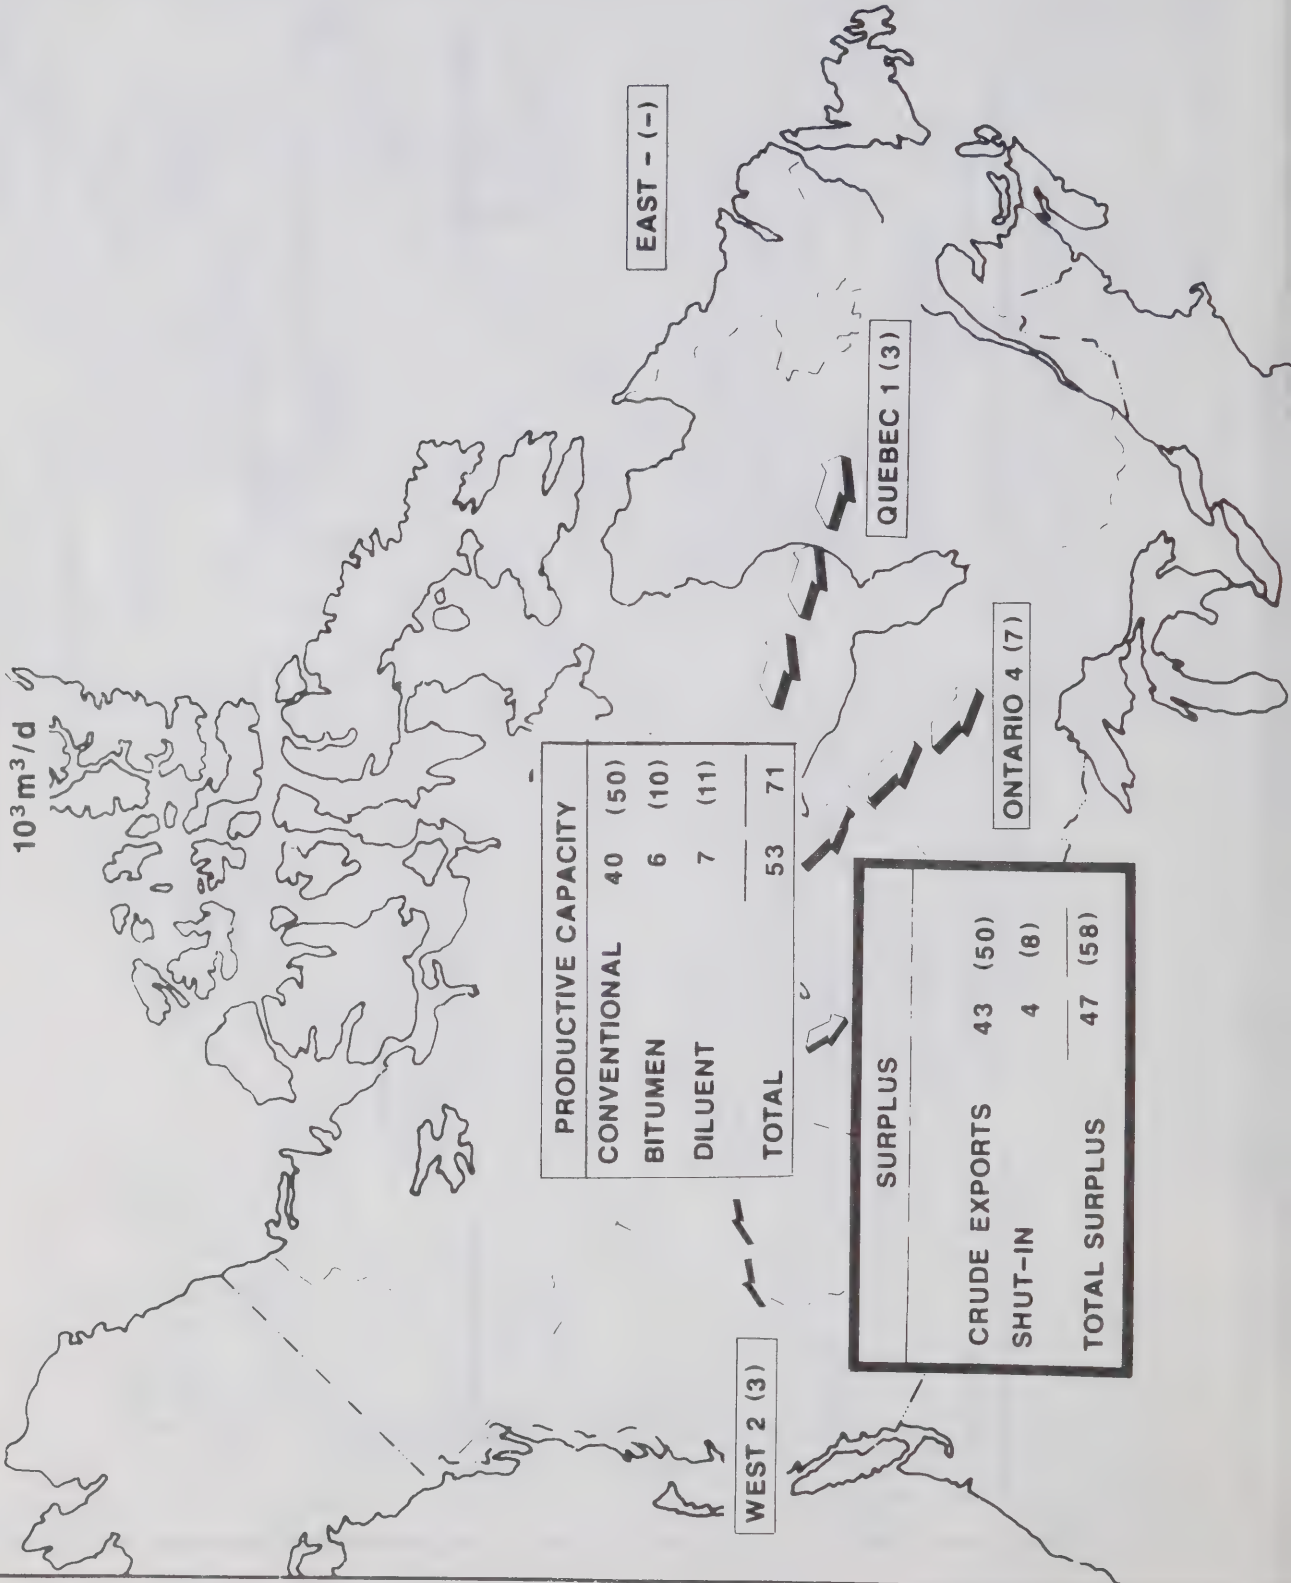 10³m³/d
EAST - (-)
PRODUCTIVE CAPACITY
CONVENTIONAL 40 (50)
BITUMEN 6 (10)
DILUENT 7 (11)
TOTAL 53 71
QUEBEC 1 (3)
WEST 2 (3)
ONTARIO 4 (7)
SURPLUS
CRUDE EXPORTS 43 (50)
SHUT-IN 4 (8)
TOTAL SURPLUS 47 (58)